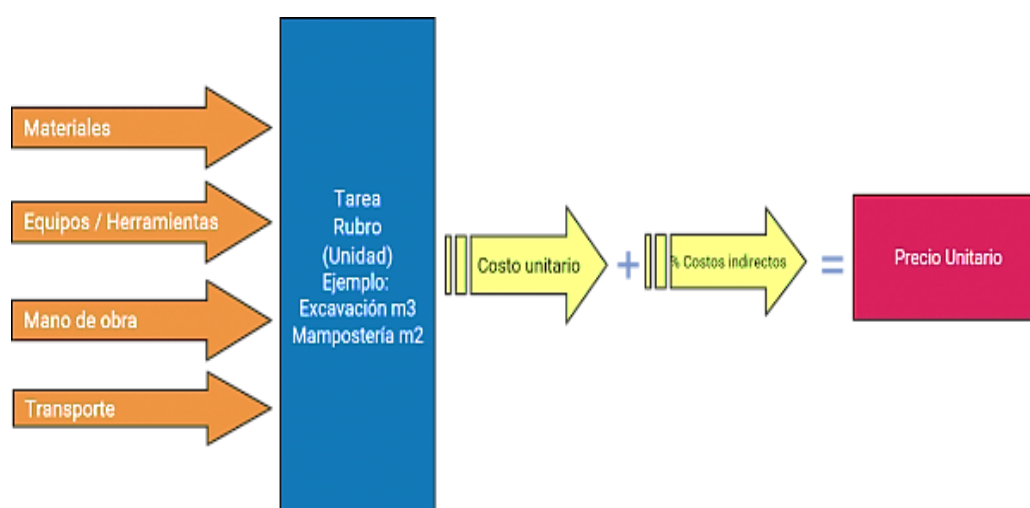 Materiales
Equipos / Herramientas
Mano de obra
Transporte
Tarea
Rubro
(Unidad)
Ejemplo:
Excavación m3
Mampostería m2
Costo unitario
+
% Costos indirectos
=
Precio Unitario